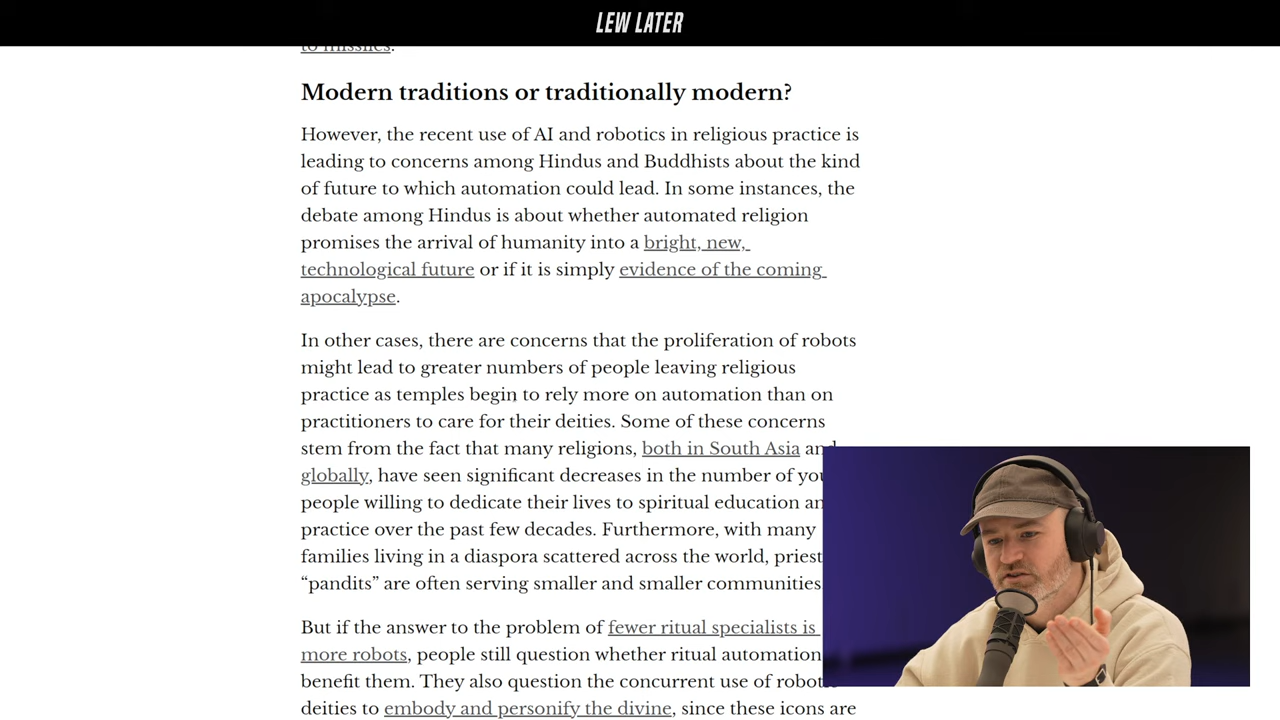 LEW LATER
to missiles.
Modern traditions or traditionally modern?
However, the recent use of AI and robotics in religious practice is
leading to concerns among Hindus and Buddhists about the kind
of future to which automation could lead. In some instances, the
debate among Hindus is about whether automated religion
promises the arrival of humanity into a bright, new,
technological future or if it is simply evidence of the coming
apocalypse.
In other cases, there are concerns that the proliferation of robots
might lead to greater numbers of people leaving religious
practice as temples begin to rely more on automation than on
practitioners to care for their deities. Some of these concerns
stem from the fact that many religions, both in South Asia and
globally, have seen significant decreases in the number of
people willing to dedicate their lives to spiritual education
practice over the past few decades. Furthermore, with many
families living in a diaspora scattered across the world, priest
“pandits” are often serving smaller and smaller communities.
But if the answer to the problem of fewer ritual specialists is
more robots, people still question whether ritual automation
benefit them. They also question the concurrent use of
deities to embody and personify the divine, since these icons are